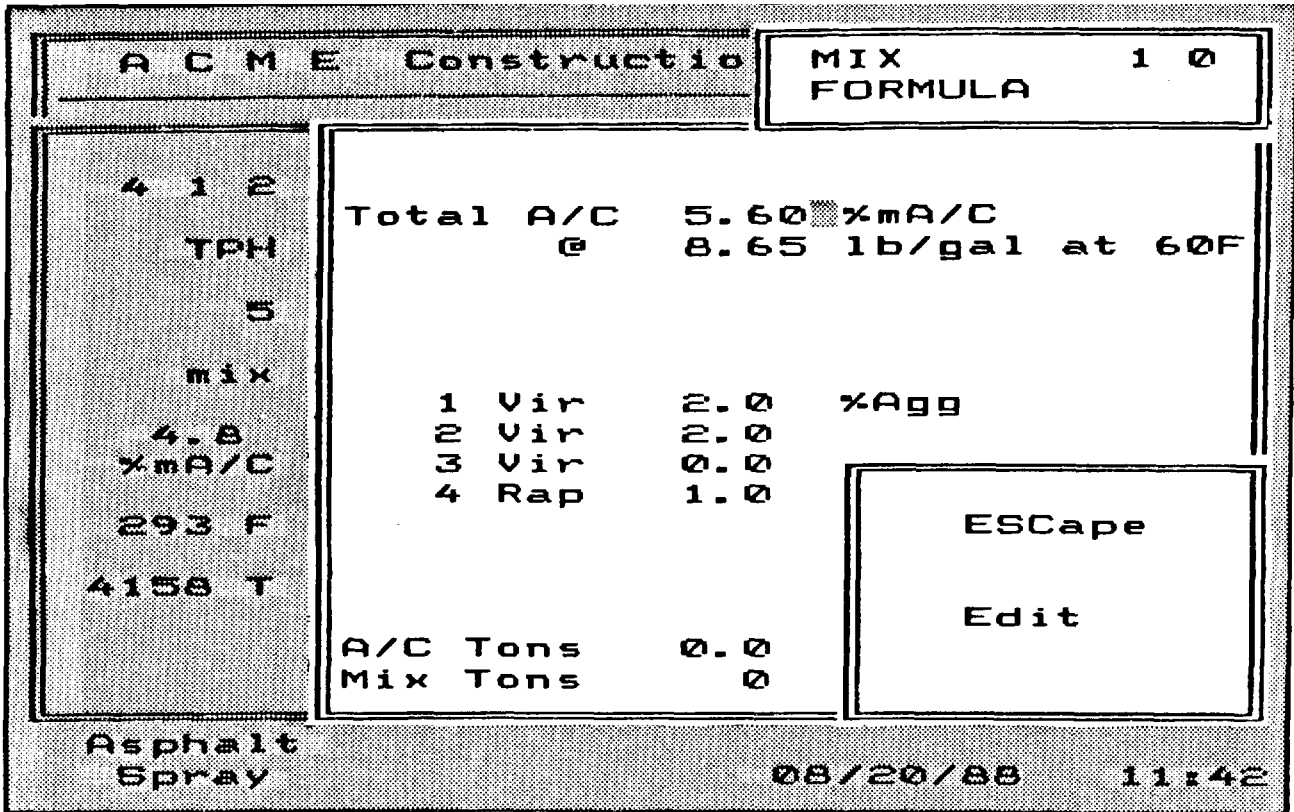 A C M E Constructio
MIX 10
FORMULA
4 1 2
TPH
5
mix
4.8
%mA/C
293 F
4158 T
Total A/C 5.60 %mA/C
@ 8.65 lb/gal at 60F
1 Vir 2.0 %Agg
2 Vir 2.0
3 Vir 0.0
4 Rap 1.0
A/C Tons 0.0
Mix Tons 0
ESCape
Edit
Asphalt
Spray
08/20/88 11:42